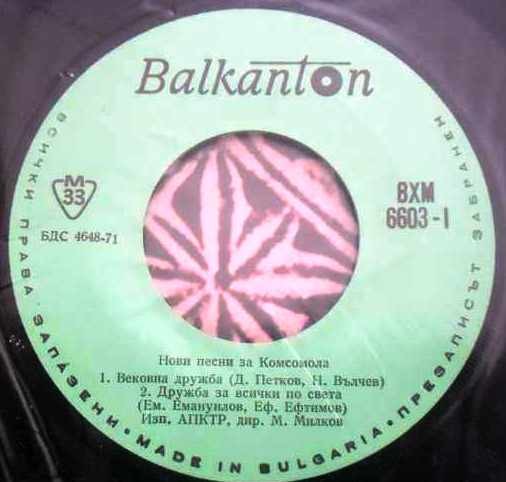 Balkanton
M
33
БДС 4648-71
ВХМ
6603-I
Нови песни за Комсомола
1. Вековна дружба (Д. Петков, Н. Вълчев)
2. Дружба за всички по света
(Ем. Емануилов, Еф. Ефтимов)
Изп. АПКТР, дир. М. Милков
ВСИЧКИ ПРАВА ЗАПАЗЕНИ • MADE IN BULGARIA • ПРЕЗАПИСЪТ ЗАБРАНЕН